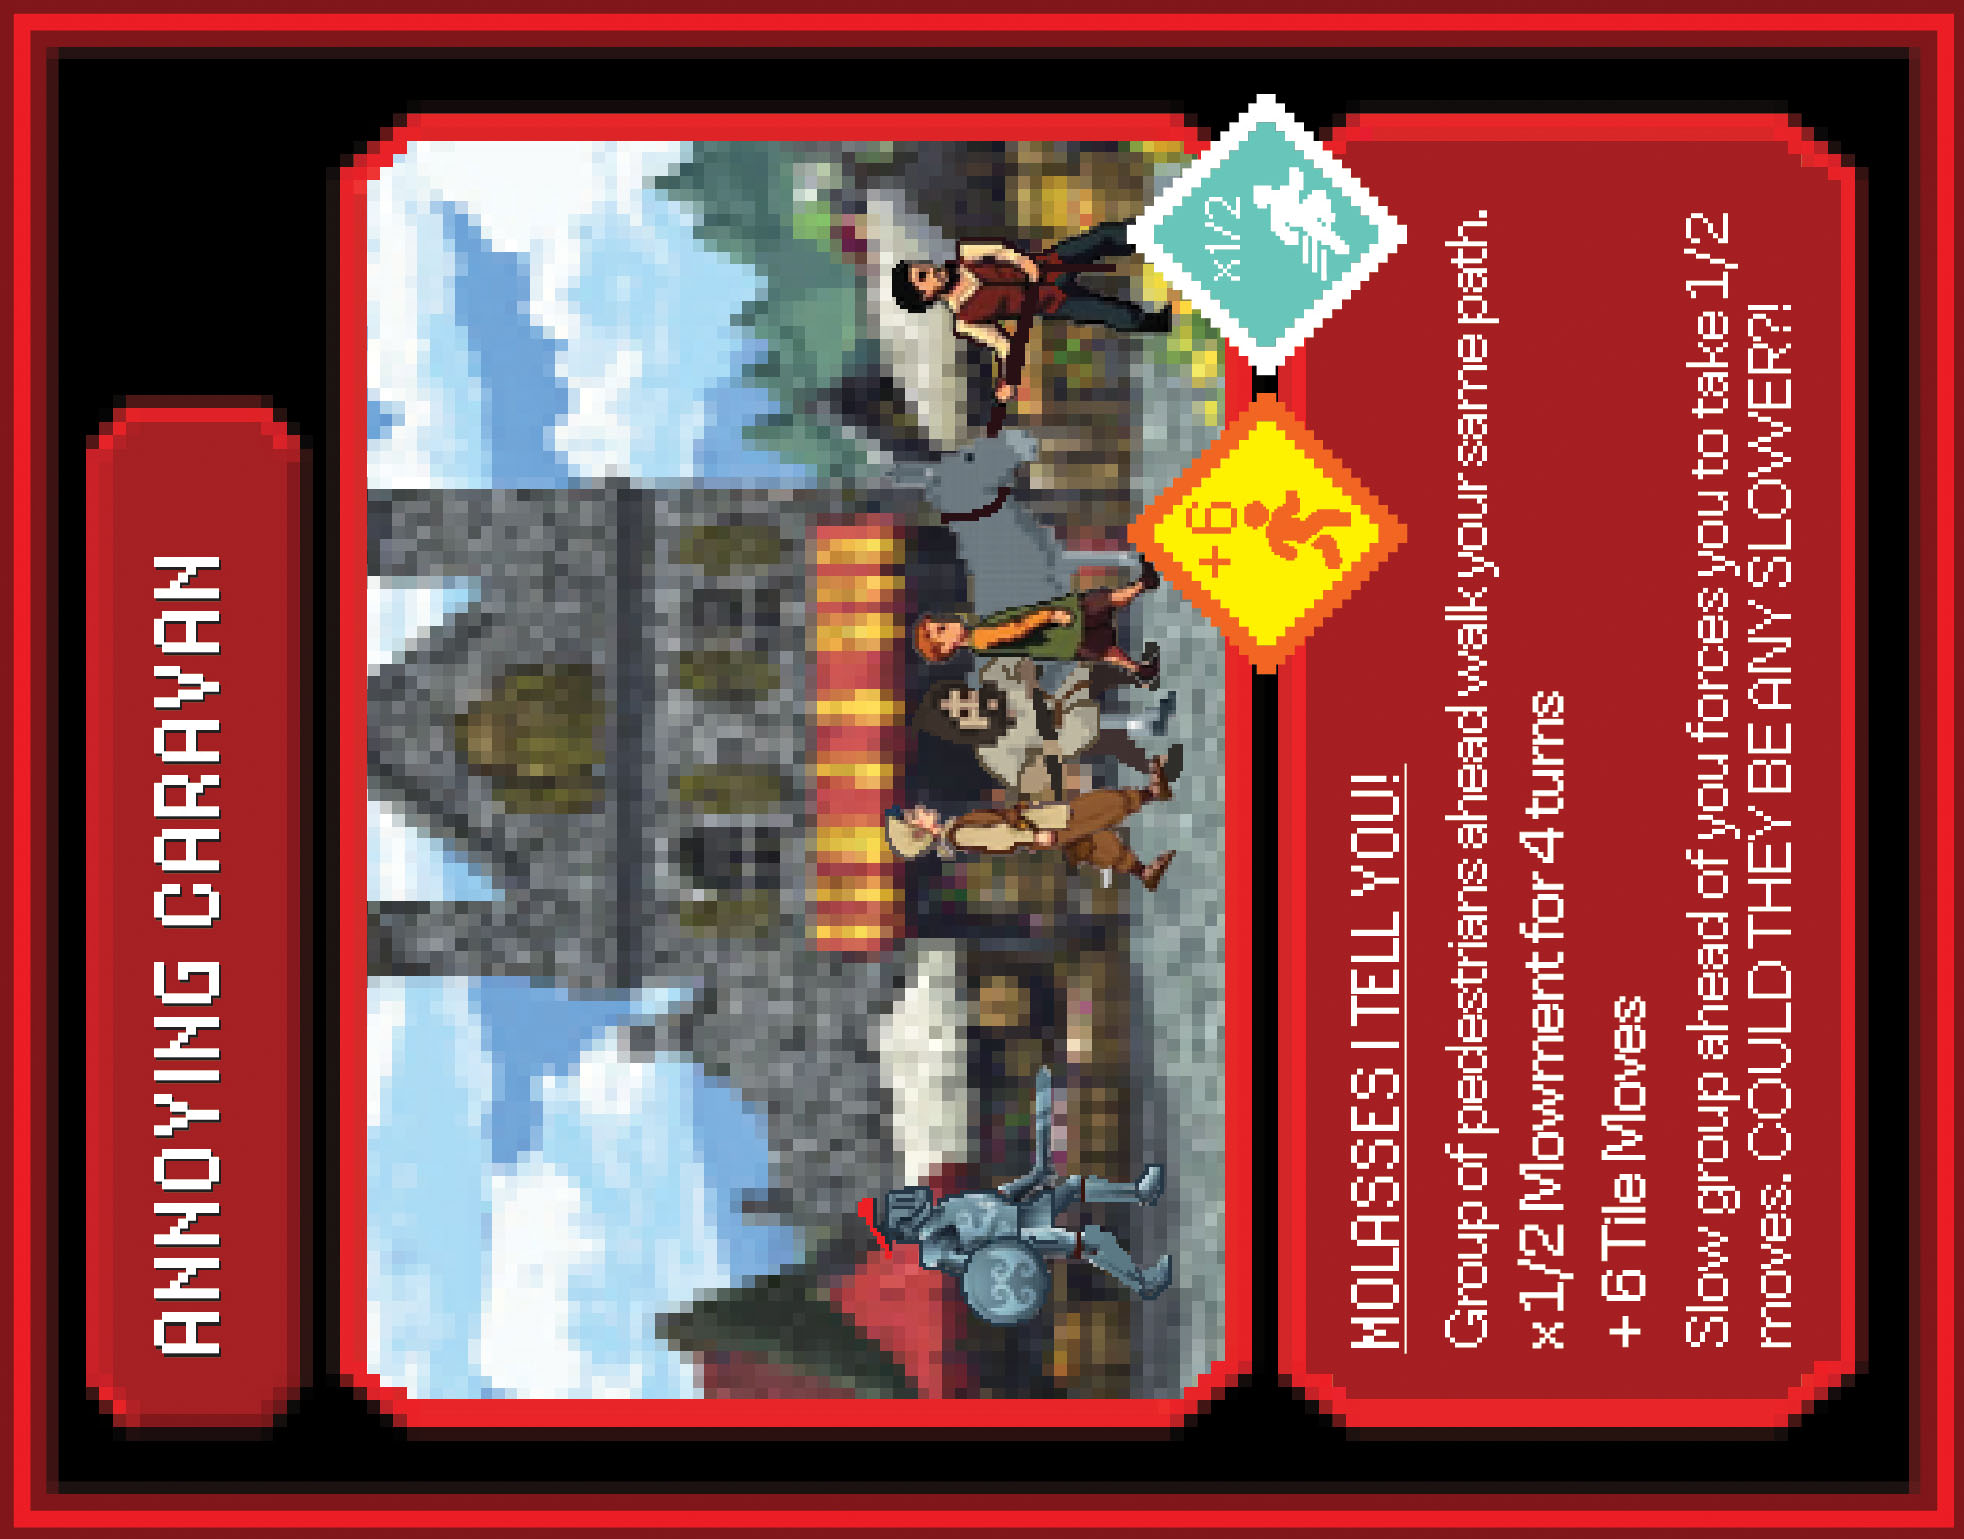 ANNOYING CARAVAN
+6
x1/2
MOLASSES I TELL YOU!
Group of pedestrians ahead walk your same path.
x 1/2 Mowment for 4 turns
+ 6 Tile Moves
Slow group ahead of you forces you to take 1/2
moves. COULD THEY BE ANY SLOWER?!